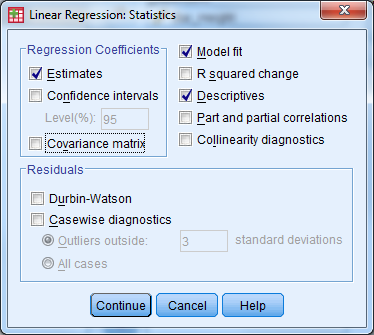 Linear Regression: Statistics
Regression Coefficients
Estimates
Confidence intervals
Level(%): 95
Covariance matrix
Model fit
R squared change
Descriptives
Part and partial correlations
Collinearity diagnostics
Residuals
Durbin-Watson
Casewise diagnostics
Outliers outside: 3 standard deviations
All cases
Continue Cancel Help